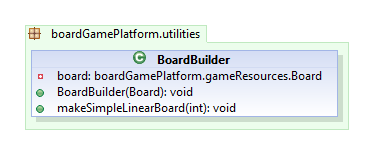 boardGamePlatform.utilities
BoardBuilder
board: boardGamePlatform.gameResources.Board
BoardBuilder(Board): void
makeSimpleLinearBoard(int): void